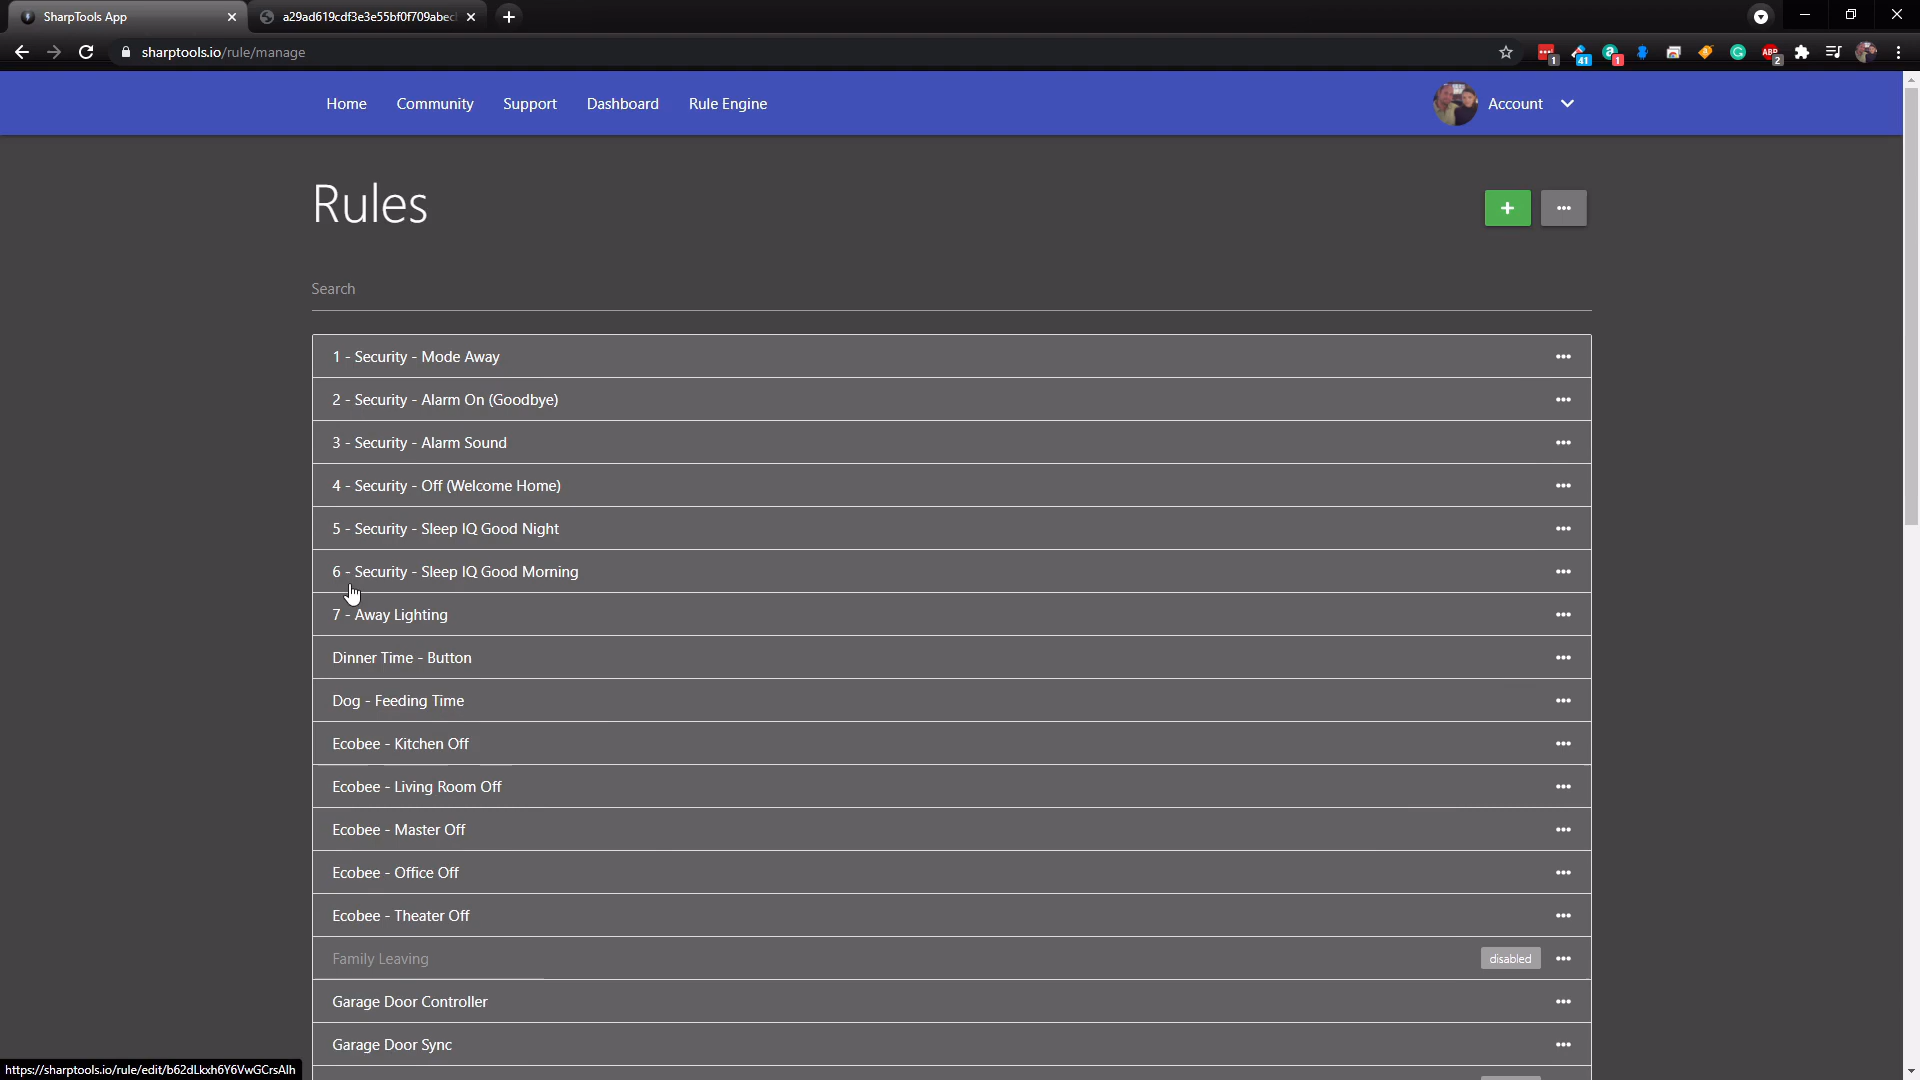 SharpTools App
a29ad619cdf3e3e55bf0f709abec
sharptools.io/rule/manage
1
41
1
2
Home
Community
Support
Dashboard
Rule Engine
Account
Rules
Search
1 - Security - Mode Away
2 - Security - Alarm On (Goodbye)
3 - Security - Alarm Sound
4 - Security - Off (Welcome Home)
5 - Security - Sleep IQ Good Night
6 - Security - Sleep IQ Good Morning
7 - Away Lighting
Dinner Time - Button
Dog - Feeding Time
Ecobee - Kitchen Off
Ecobee - Living Room Off
Ecobee - Master Off
Ecobee - Office Off
Ecobee - Theater Off
Family Leaving
disabled
Garage Door Controller
Garage Door Sync
https://sharptools.io/rule/edit/b62dLkxh6Y6VwGCrsAlh